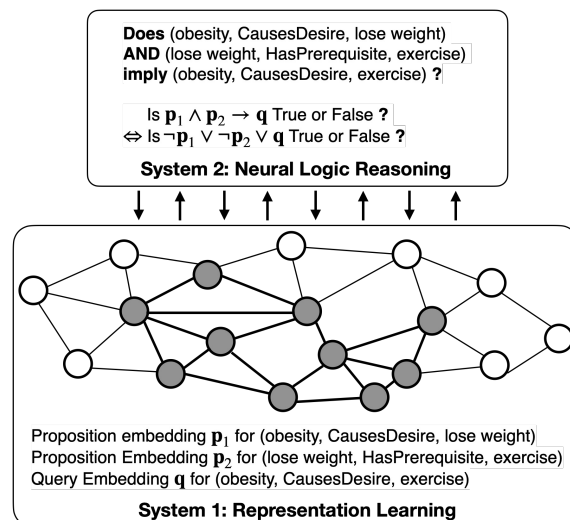 Does (obesity, CausesDesire, lose weight)
AND (lose weight, HasPrerequisite, exercise)
imply (obesity, CausesDesire, exercise) ?
Is p₁ ∧ p₂ → q True or False ?
⇔ Is ¬p₁ ∨ ¬p₂ ∨ q True or False ?
System 2: Neural Logic Reasoning
Proposition embedding p₁ for (obesity, CausesDesire, lose weight)
Proposition Embedding p₂ for (lose weight, HasPrerequisite, exercise)
Query Embedding q for (obesity, CausesDesire, exercise)
System 1: Representation Learning